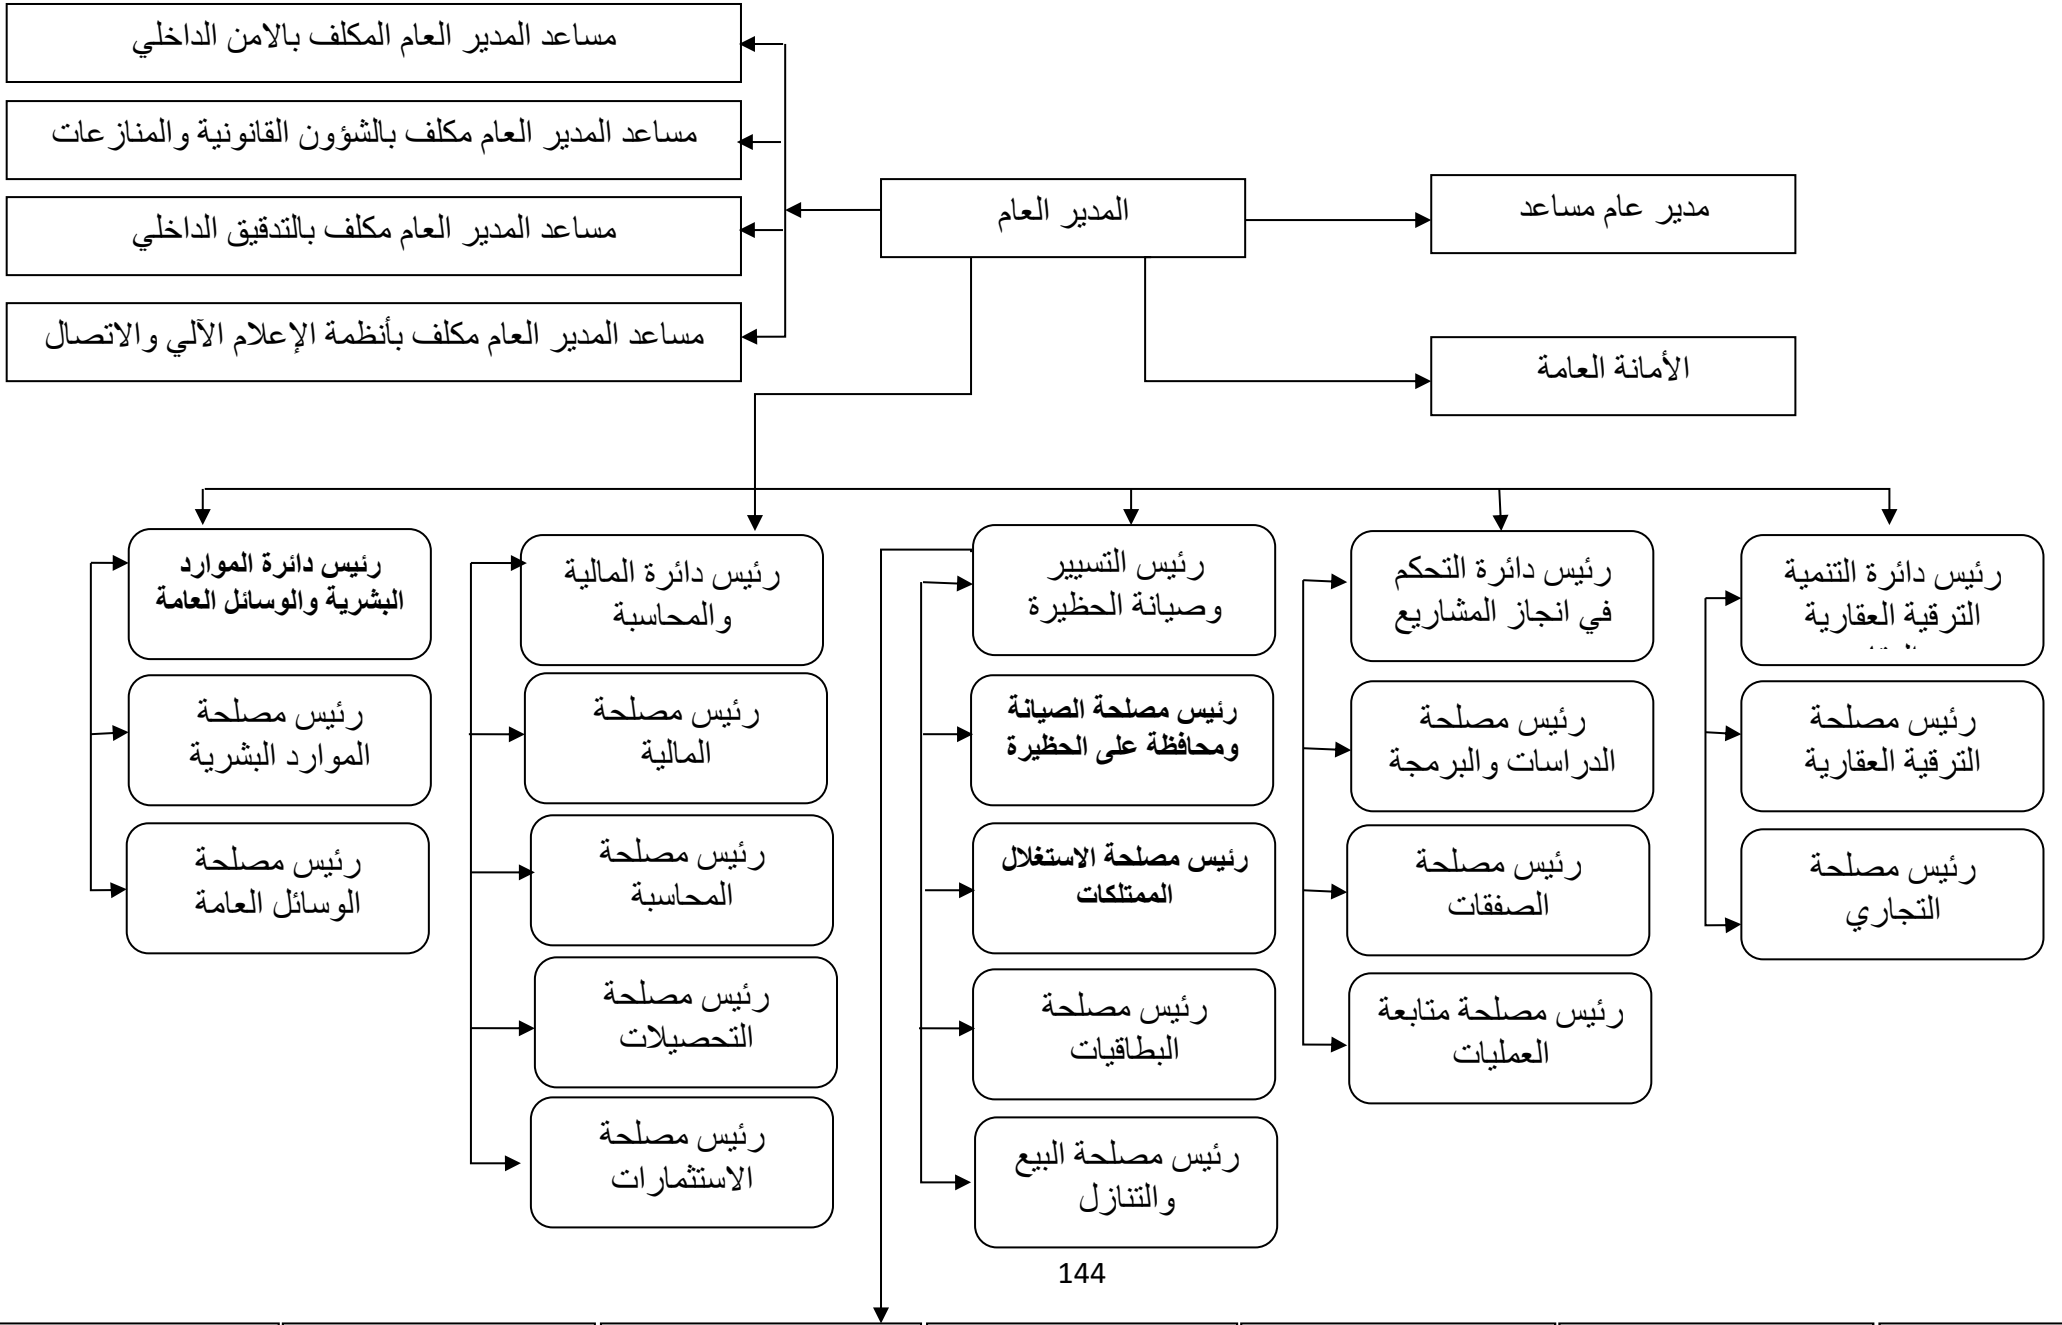 مساعد المدير العام المكلف بالامن الداخلي
مساعد المدير العام مكلف بالشؤون القانونية والمنازعات
مساعد المدير العام مكلف بالتدقيق الداخلي
مساعد المدير العام مكلف بأنظمة الإعلام الآلي والاتصال
المدير العام
مدير عام مساعد
الأمانة العامة
رئيس دائرة التنمية
الترقية العقارية
رئيس مصلحة
الترقية العقارية
رئيس مصلحة
التجاري
رئيس دائرة التحكم
في انجاز المشاريع
رئيس مصلحة
الدراسات والبرمجة
رئيس مصلحة
الصفقات
رئيس مصلحة متابعة
العمليات
رئيس التسيير
وصيانة الحظيرة
رئيس مصلحة الصيانة
ومحافظة على الحظيرة
رئيس مصلحة الاستغلال
الممتلكات
رئيس مصلحة
البطاقيات
رئيس مصلحة البيع
والتنازل
رئيس دائرة المالية
والمحاسبة
رئيس مصلحة
المالية
رئيس مصلحة
المحاسبة
رئيس مصلحة
التحصيلات
رئيس مصلحة
الاستثمارات
رئيس دائرة الموارد
البشرية والوسائل العامة
رئيس مصلحة
الموارد البشرية
رئيس مصلحة
الوسائل العامة
144